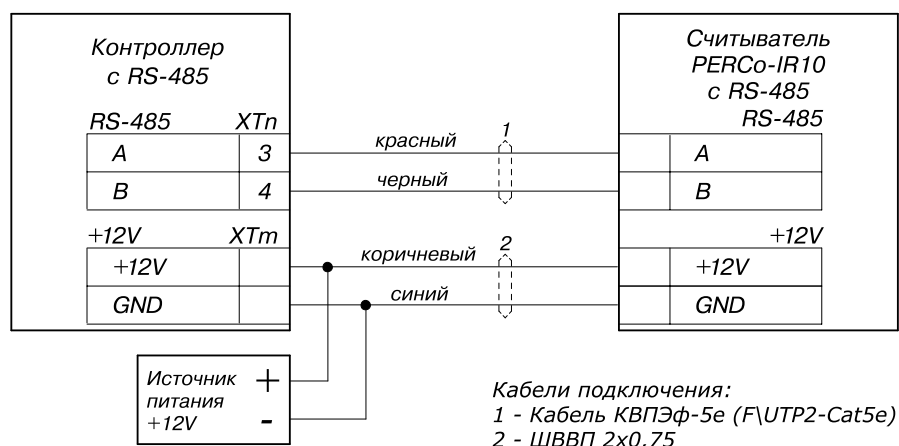 Контроллер
с RS-485
RS-485 XTn
A 3
B 4
+12V XTm
+12V
GND
красный
1
черный
коричневый
2
синий
Считыватель
PERCo-IR10
с RS-485
RS-485
A
B
+12V
+12V
GND
Источник
питания
+12V
+
-
Кабели подключения:
1 - Кабель КВПЭф-5е (F\UTP2-Cat5e)
2 - ШВВП 2х0,75